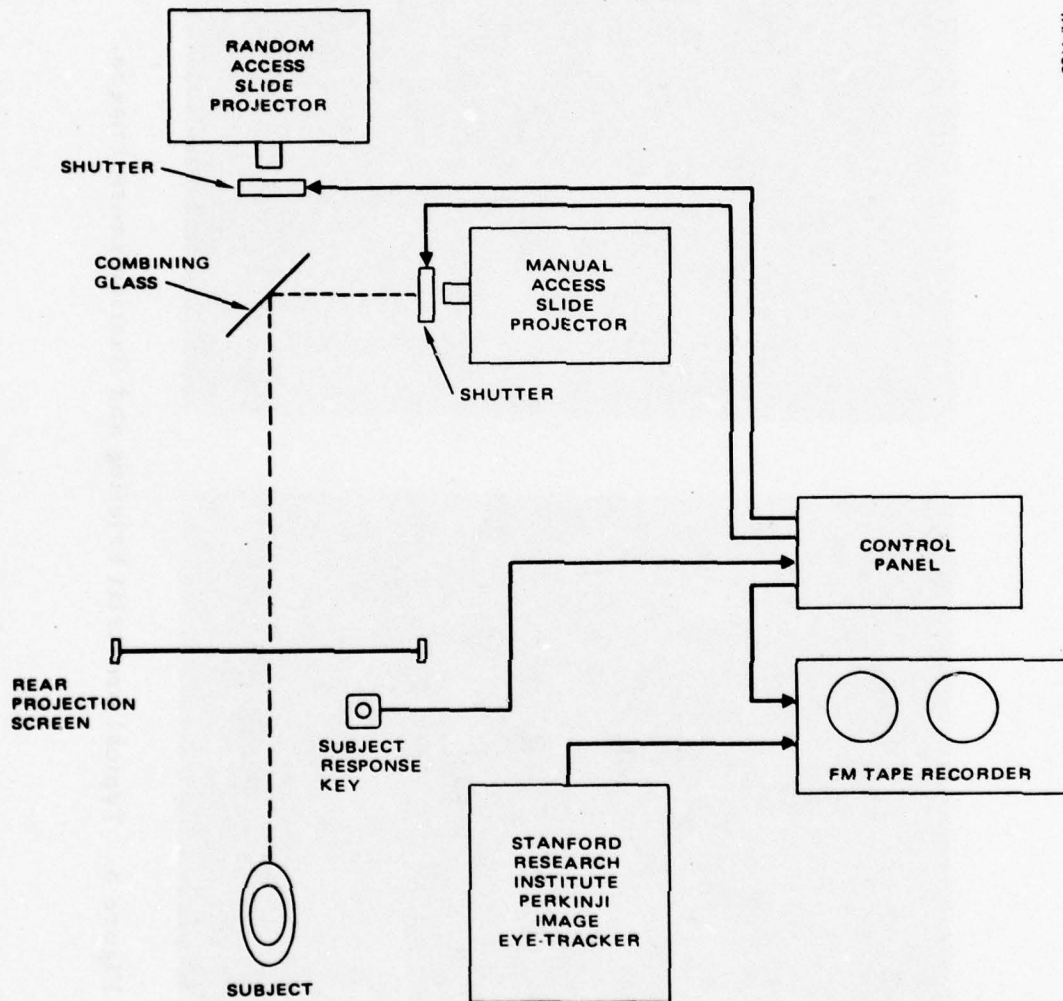 RANDOM
ACCESS
SLIDE
PROJECTOR
SHUTTER
COMBINING
GLASS
MANUAL
ACCESS
SLIDE
PROJECTOR
SHUTTER
CONTROL
PANEL
REAR
PROJECTION
SCREEN
SUBJECT
RESPONSE
KEY
FM TAPE RECORDER
STANFORD
RESEARCH
INSTITUTE
PERKINJI
IMAGE
EYE-TRACKER
SUBJECT